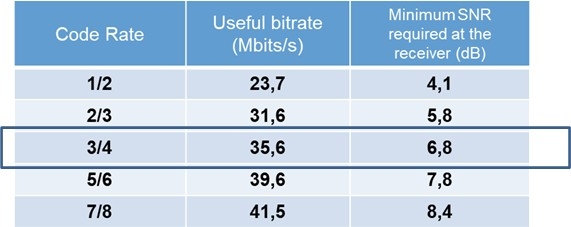 Code Rate Useful bitrate (Mbits/s) Minimum SNR required at the receiver (dB)
1/2 23,7 4,1
2/3 31,6 5,8
3/4 35,6 6,8
5/6 39,6 7,8
7/8 41,5 8,4